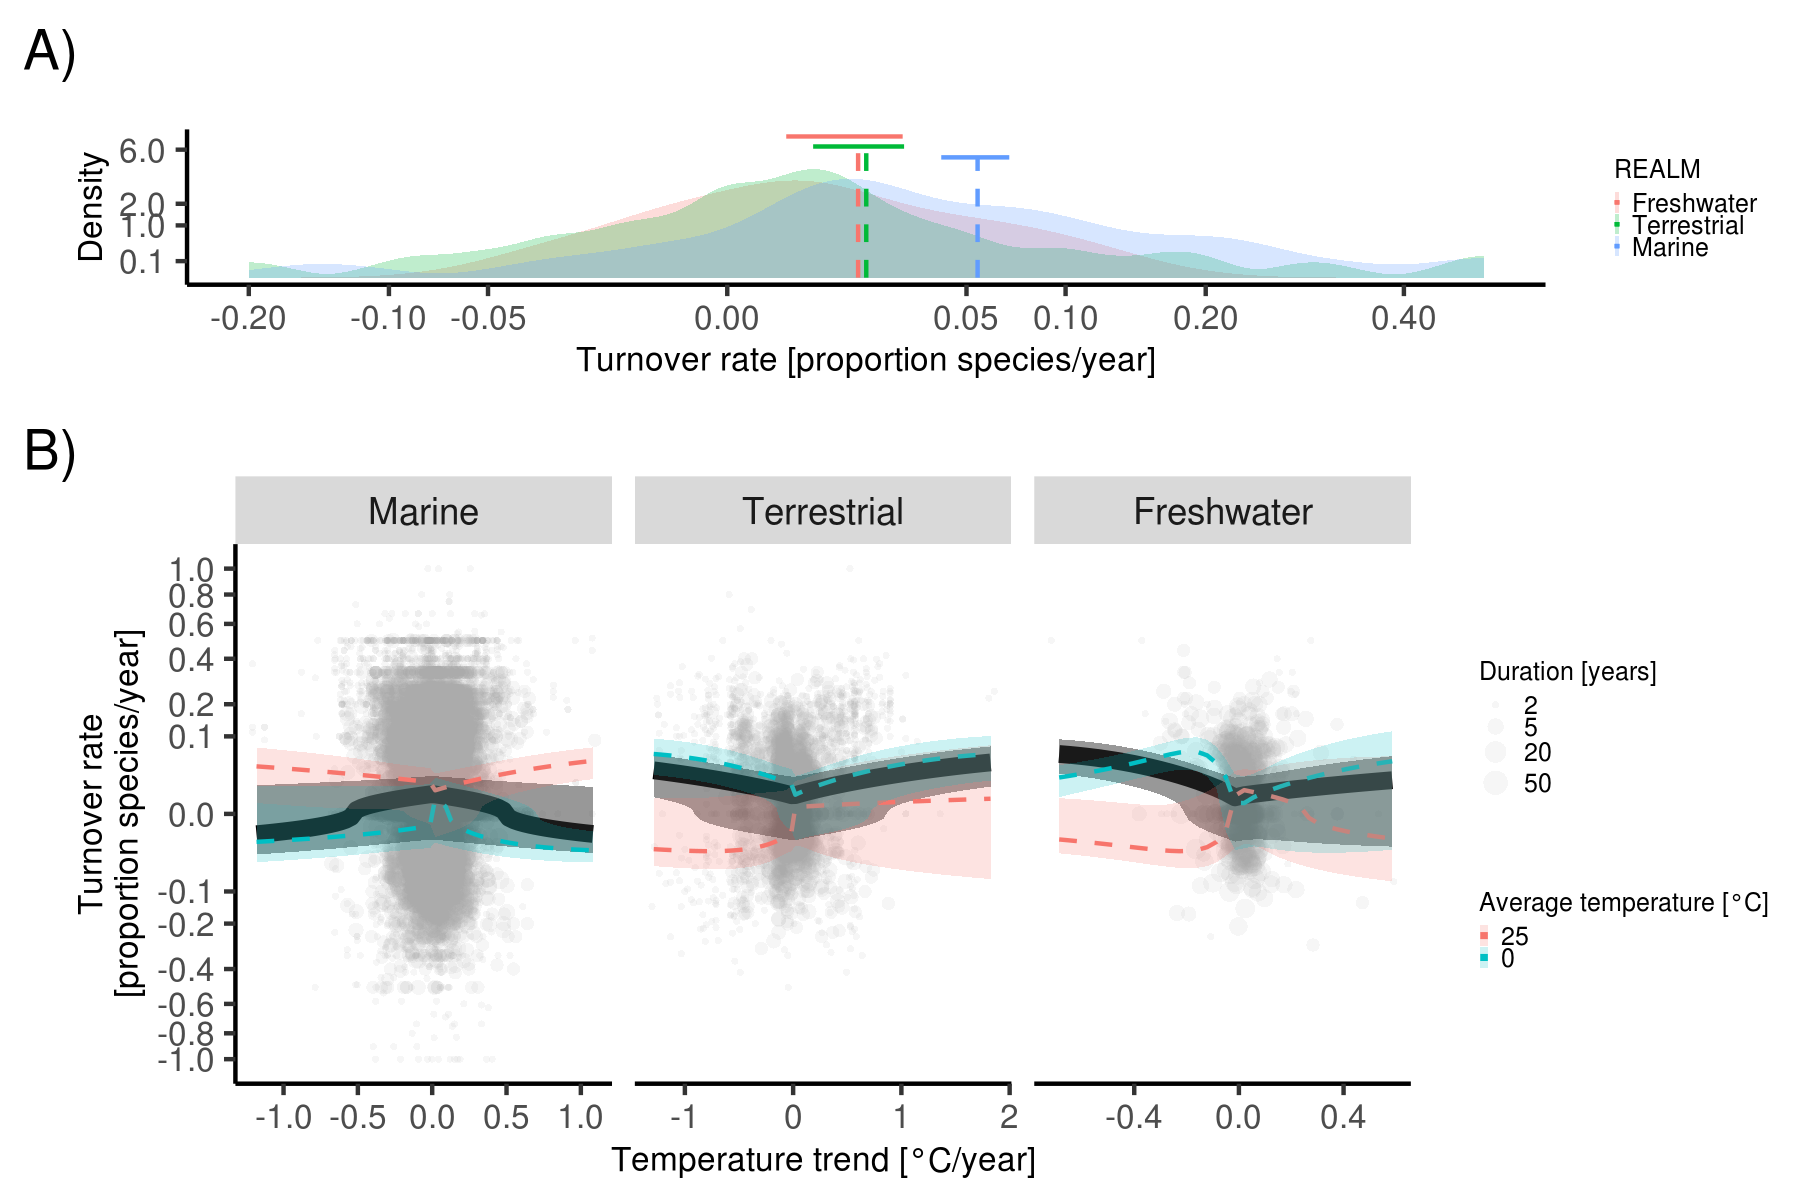 A)
Density
6.0
2.0
1.0
1.0
0.1
-0.20 -0.10 -0.05 0.00 0.05 0.10 0.20 0.40
Turnover rate [proportion species/year]
REALM
Freshwater
Terrestrial
Marine
B)
Marine Terrestrial Freshwater
Turnover rate
[proportion species/year]
1.0
0.8
0.6
0.4
0.2
0.1
0.0
-0.1
-0.2
-0.4
-0.6
-0.8
-1.0
-1.0 -0.5 0.0 0.5 1.0 -1 0 1 2 -0.4 0.0 0.4
Temperature trend [°C/year]
Duration [years]
2
5
20
50
Average temperature [°C]
25
0